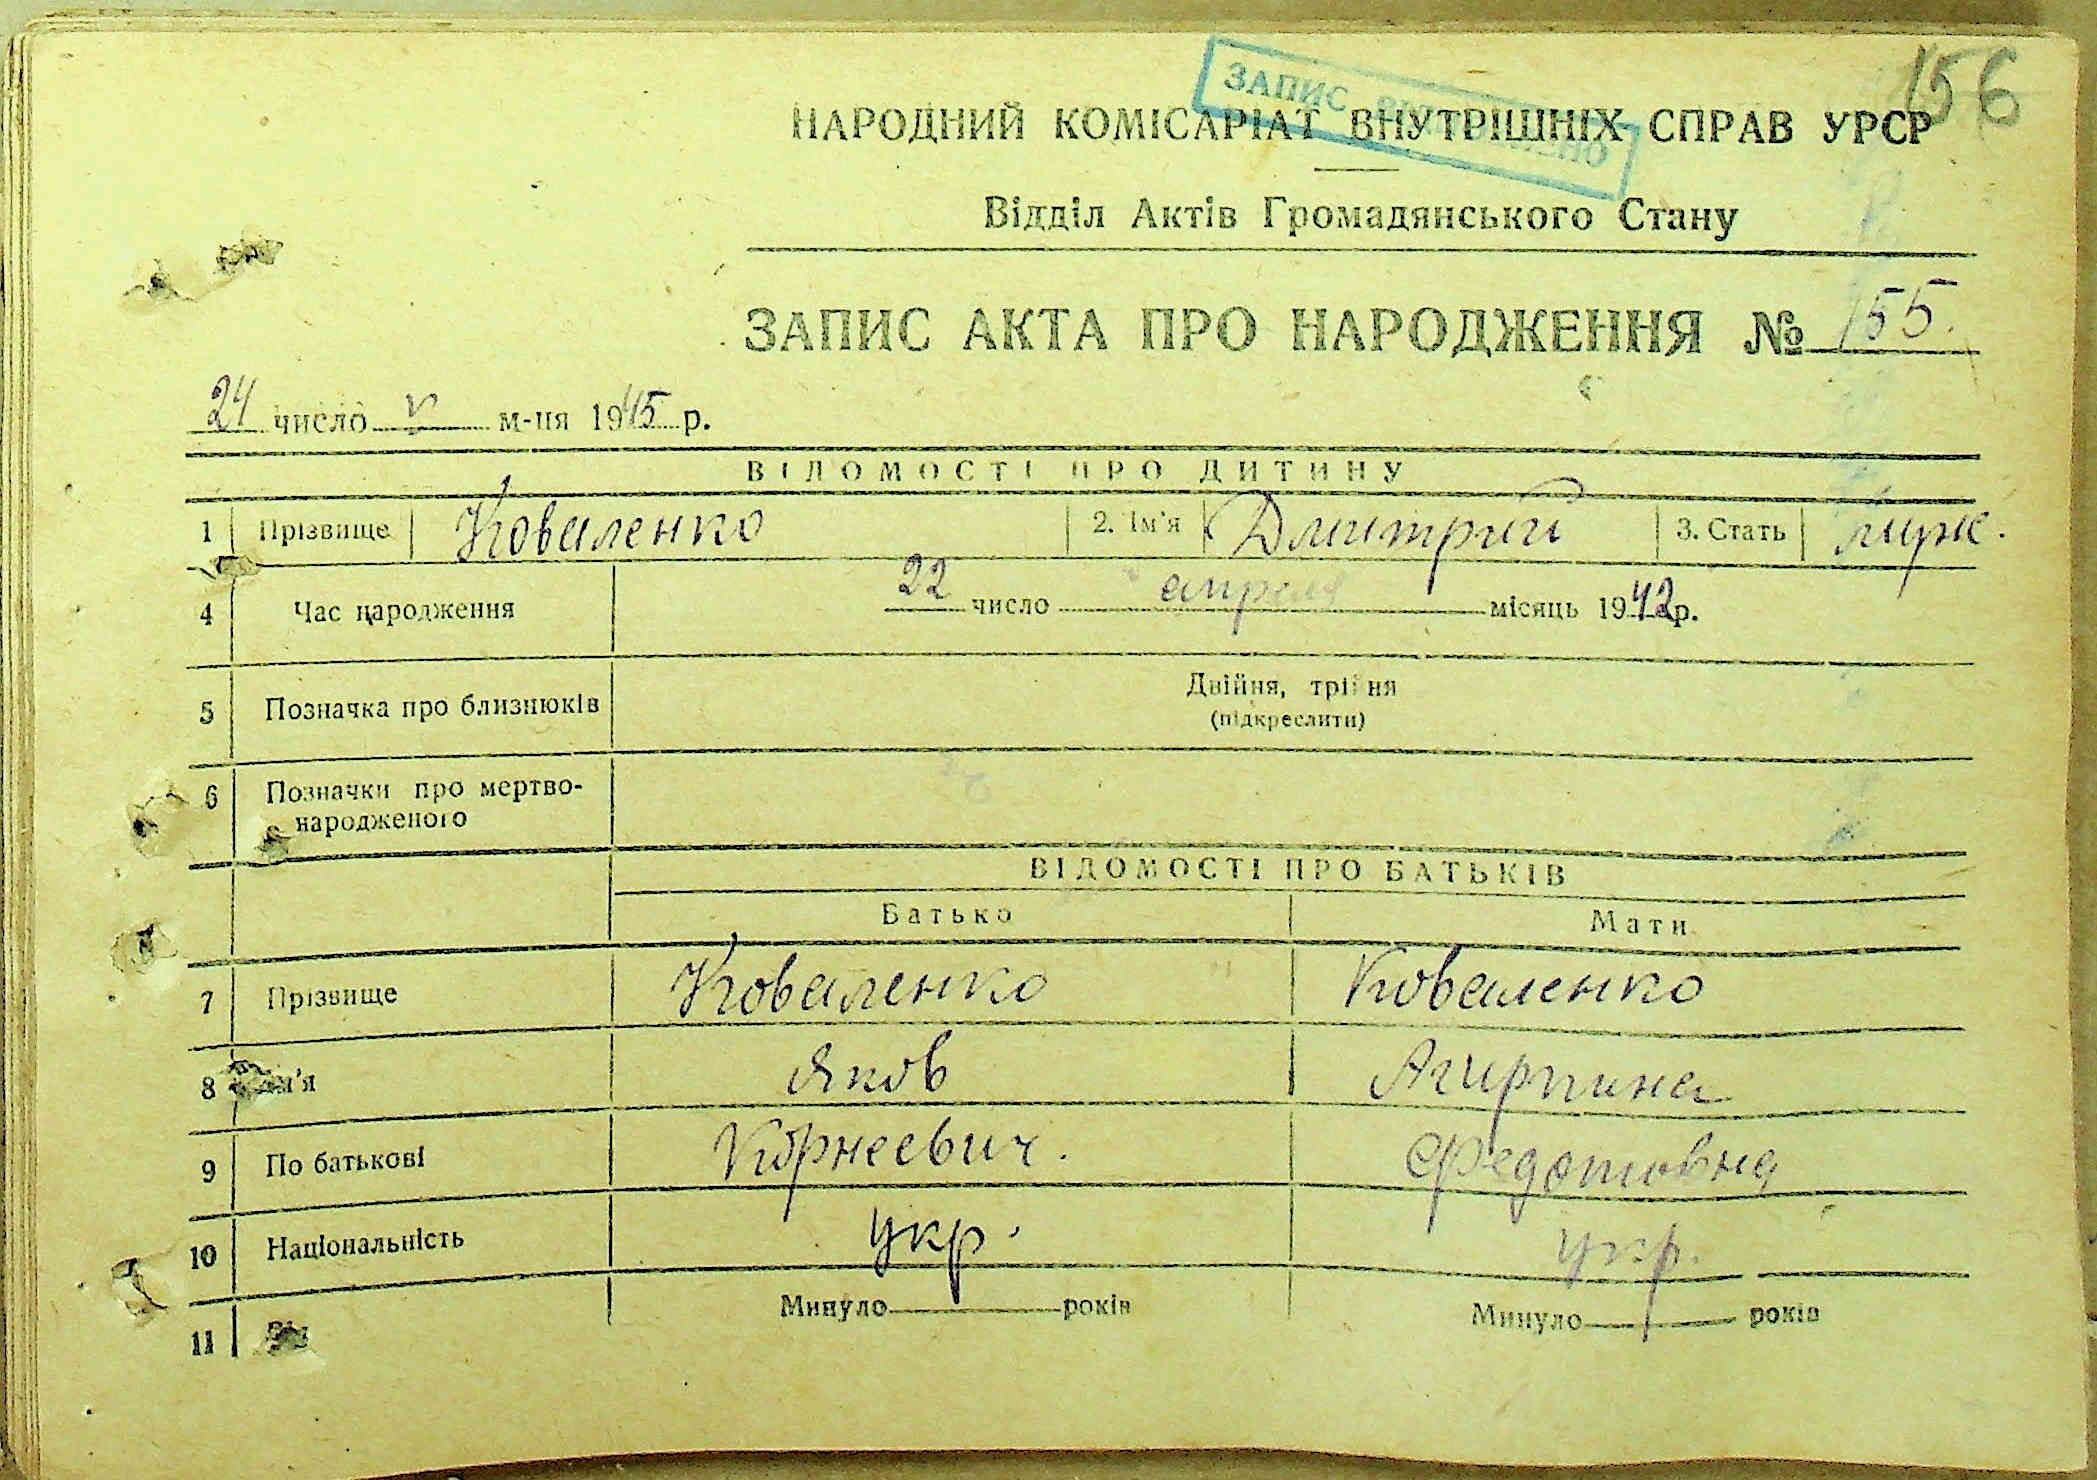 156
ЗАПИС
НАРОДНИЙ КОМІСАРІАТ ВНУТРІШНІХ СПРАВ УРСР
Відділ Актів Громадянського Стану
ЗАПИС АКТА ПРО НАРОДЖЕННЯ № 155.
24 число V м-ця 1945 р.
ВІДОМОСТІ ПРО ДИТИНУ
1 Прізвище Коваленко 2. Ім'я Дмитрий 3. Стать муж.
4 Час народження 22 число апреля місяць 1942 р.
5 Позначка про близнюків Двійня, трійня
(підкреслити)
6 Позначки про мертво-
народженого
ВІДОМОСТІ ПРО БАТЬКІВ
Батько Мати
7 Прізвище Коваленко Коваленко
8 Ім'я Яков Агирпина
9 По батькові Корнеевич. Федотовна
10 Національність укр. укр.
11 Вік Минуло років Минуло років